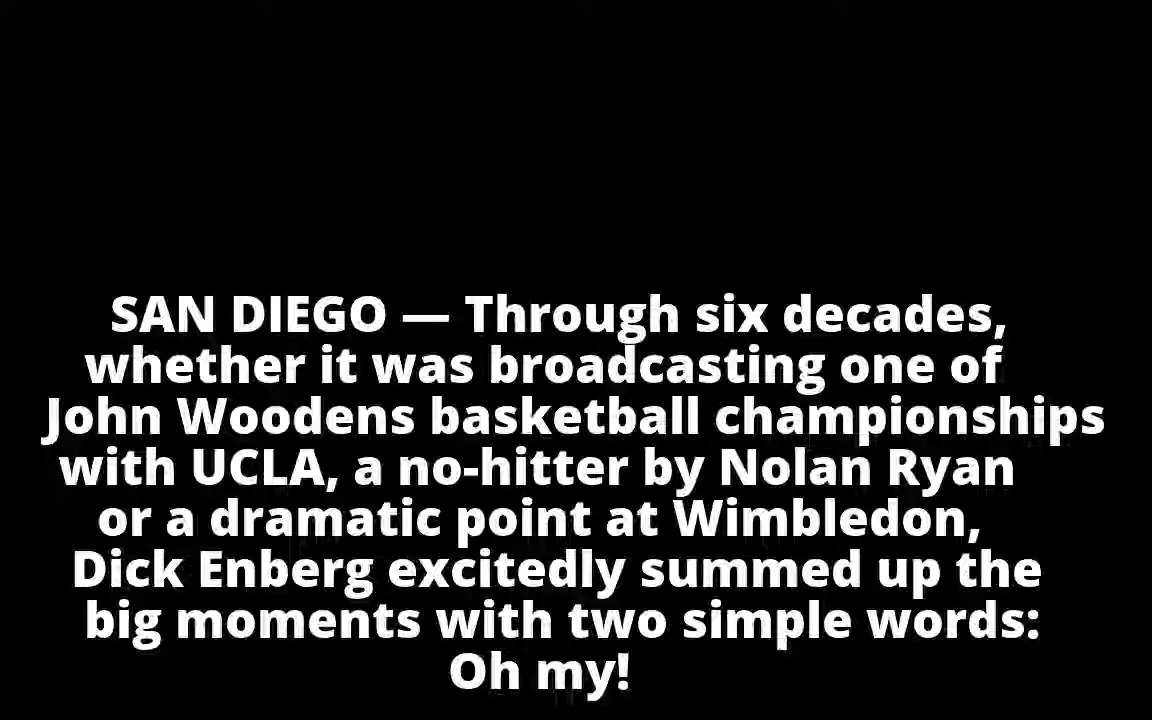 SAN DIEGO — Through six decades,
whether it was broadcasting one of
John Woodens basketball championships
with UCLA, a no-hitter by Nolan Ryan
or a dramatic point at Wimbledon,
Dick Enberg excitedly summed up the
big moments with two simple words:
Oh my!